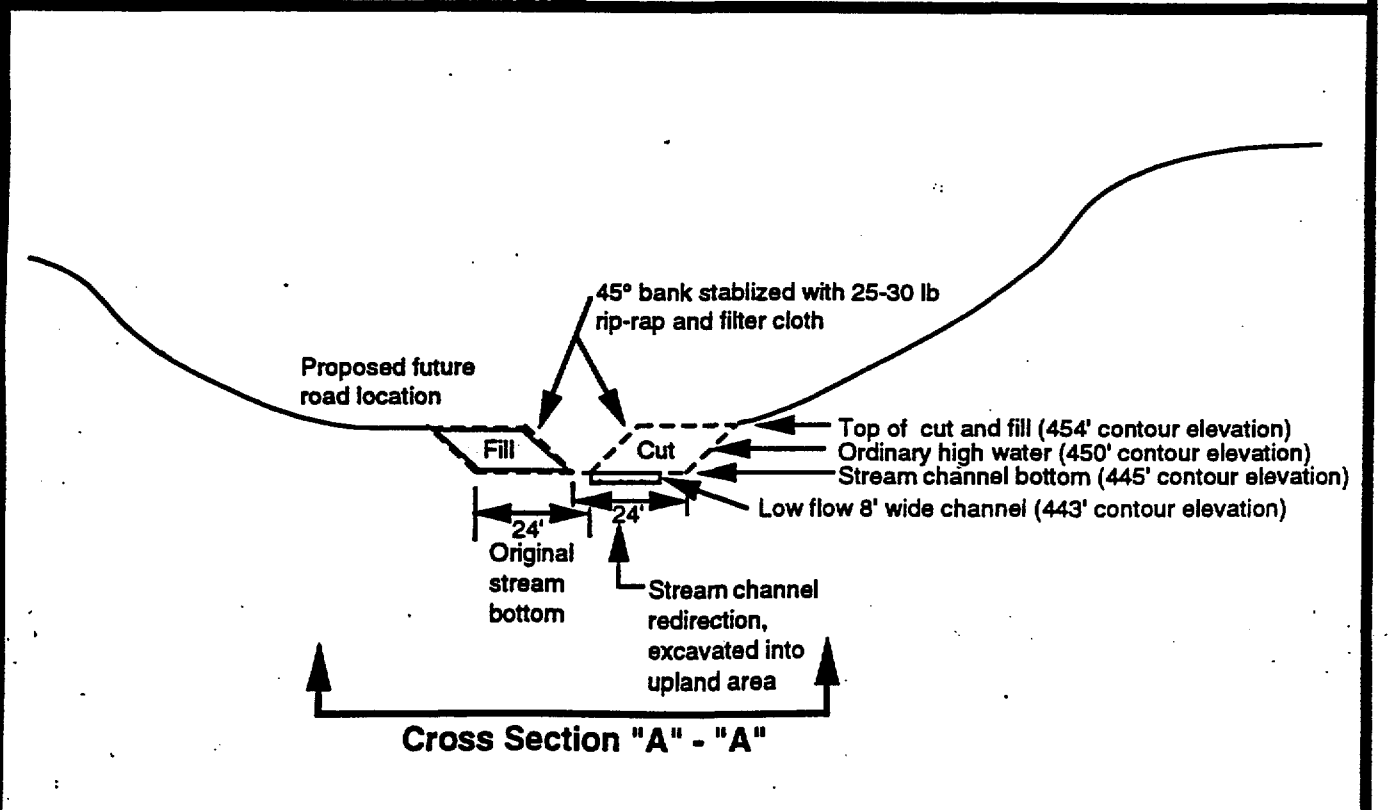 45° bank stablized with 25-30 lb
rip-rap and filter cloth
Proposed future
road location
Fill
Cut
Top of cut and fill (454' contour elevation)
Ordinary high water (450' contour elevation)
Stream channel bottom (445' contour elevation)
Low flow 8' wide channel (443' contour elevation)
24'
24'
Original
stream
bottom
Stream channel
redirection,
excavated into
upland area
Cross Section "A" - "A"